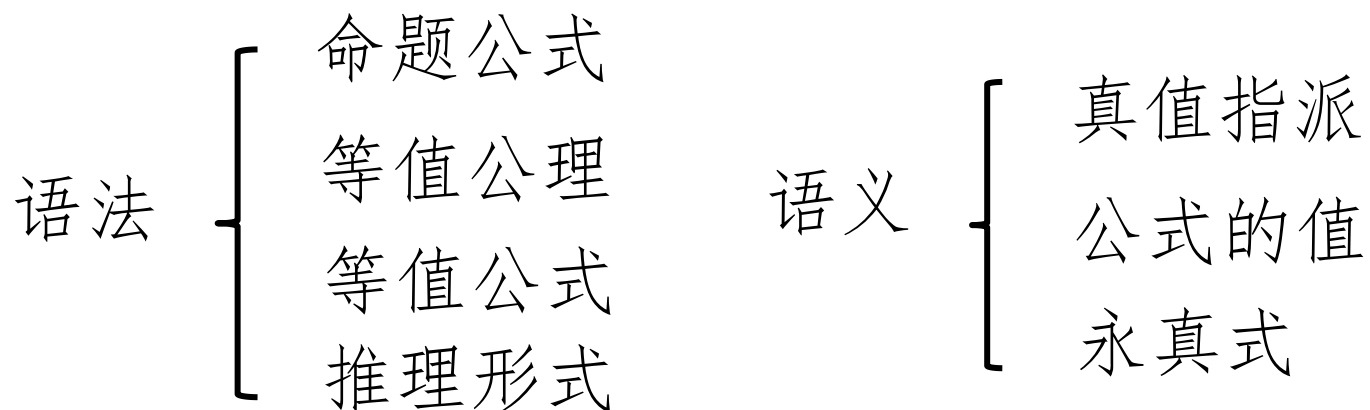 语法
命题公式
等值公理
等值公式
推理形式
语义
真值指派
公式的值
永真式